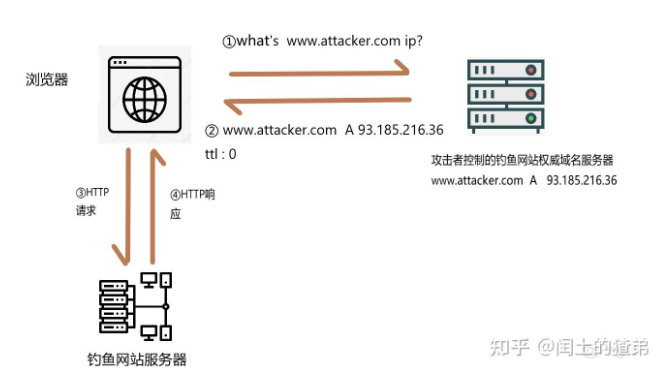 ①what's www.attacker.com ip?
浏览器
② www.attacker.com A 93.185.216.36
ttl : 0
攻击者控制的钓鱼网站权威域名服务器
www.attacker.com A 93.185.216.36
③HTTP
请求
④HTTP响
应
钓鱼网站服务器
知乎 @闰土的猹弟